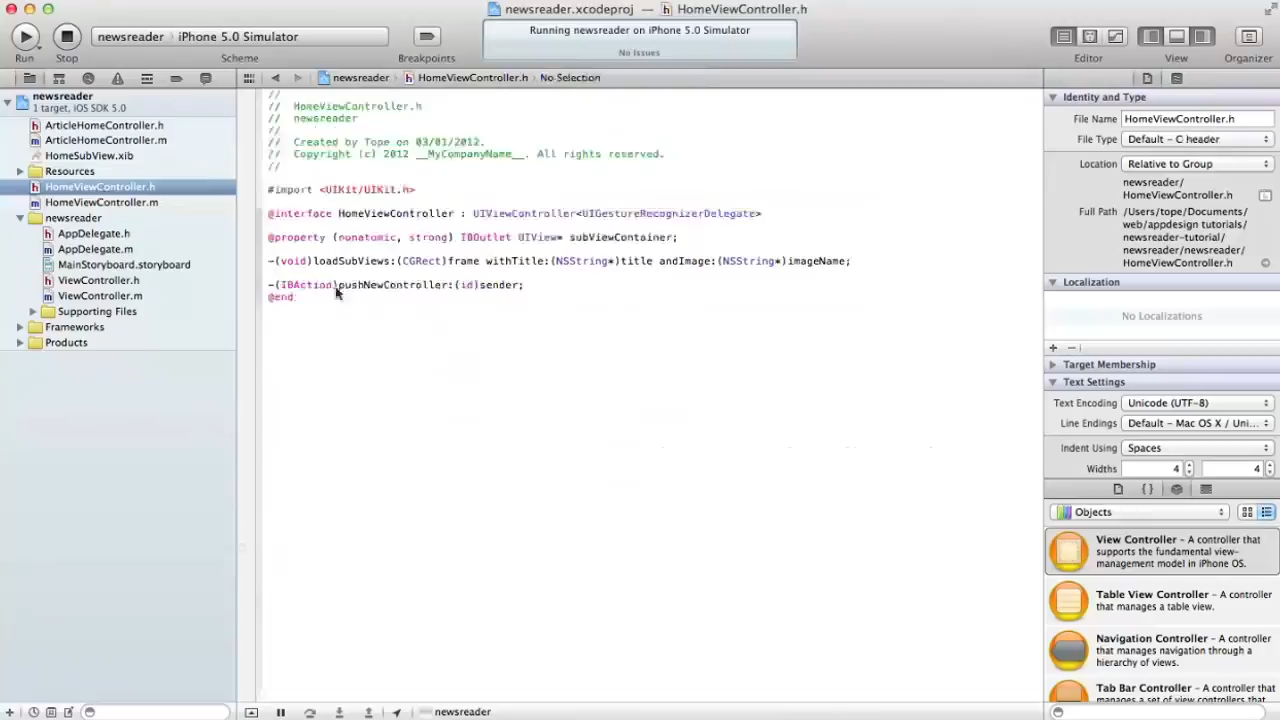 newsreader.xcodeproj — HomeViewController.h
newsreader iPhone 5.0 Simulator
Running newsreader on iPhone 5.0 Simulator
No Issues
Run
Stop
Scheme
Breakpoints
Editor
View
Organizer
newsreader
HomeViewController.h
No Selection
newsreader
1 target, iOS SDK 5.0
ArticleHomeController.h
ArticleHomeController.m
HomeSubView.xib
Resources
HomeViewController.h
HomeViewController.m
newsreader
AppDelegate.h
AppDelegate.m
MainStoryboard.storyboard
ViewController.h
ViewController.m
Supporting Files
Frameworks
Products
//
// HomeViewController.h
// newsreader
//
// Created by Tope on 03/01/2012.
// Copyright (c) 2012 __MyCompanyName__. All rights reserved.
//
#import <UIKit/UIKit.h>
@interface HomeViewController : UIViewController<UIGestureRecognizerDelegate>
@property (nonatomic, strong) IBOutlet UIView* subViewContainer;
-(void)loadSubViews:(CGRect)frame withTitle:(NSString*)title andImage:(NSString*)imageName;
-(IBAction)pushNewController:(id)sender;
@end
Identity and Type
File Name HomeViewController.h
File Type Default - C header
Location Relative to Group
newsreader/
HomeViewController.h
Full Path /Users/tope/Documents/
web/appdesign tutorials/
newsreader-tutorial/
newsreader/newsreader/
HomeViewController.h
Localization
No Localizations
Target Membership
Text Settings
Text Encoding Unicode (UTF-8)
Line Endings Default - Mac OS X / Uni...
Indent Using Spaces
Widths 4 4
{ }
Objects
View Controller - A controller that
supports the fundamental view-
management model in iPhone OS.
Table View Controller - A controller
that manages a table view.
Navigation Controller - A controller
that manages navigation through a
hierarchy of views.
Tab Bar Controller - A controller
that manages a set of view controllers
newsreader